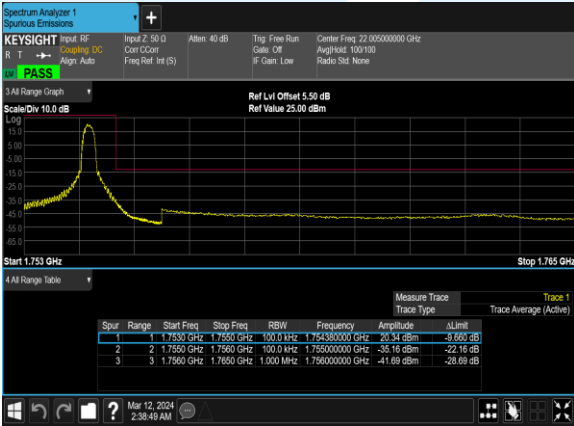 Spectrum Analyzer 1
Spurious Emissions
KEYSIGHT Input: RF Input Z: 50 Ω Atten: 40 dB Trig: Free Run Center Freq: 22.005000000 GHz
R T Coupling: DC Corr CCorr Gate: Off Avg|Hold: 100/100
Align: Auto Freq Ref: Int (S) IF Gain: Low Radio Std: None
LM PASS
3 All Range Graph
Ref Lvl Offset 5.50 dB
Scale/Div 10.0 dB Ref Value 25.00 dBm
Log
15.0
5.00
-5.00
-15.0
-25.0
-35.0
-45.0
-55.0
-65.0
Start 1.753 GHz Stop 1.765 GHz
4 All Range Table
Measure Trace Trace 1
Trace Type Trace Average (Active)
Spur Range Start Freq Stop Freq RBW Frequency Amplitude ΔLimit
1 1 1.7530 GHz 1.7550 GHz 100.0 kHz 1.754380000 GHz 20.34 dBm -9.660 dB
2 2 1.7550 GHz 1.7560 GHz 100.0 kHz 1.755000000 GHz -35.16 dBm -22.16 dB
3 3 1.7560 GHz 1.7650 GHz 1.000 MHz 1.756000000 GHz -41.69 dBm -28.69 dB
Mar 12, 2024
2:38:49 AM